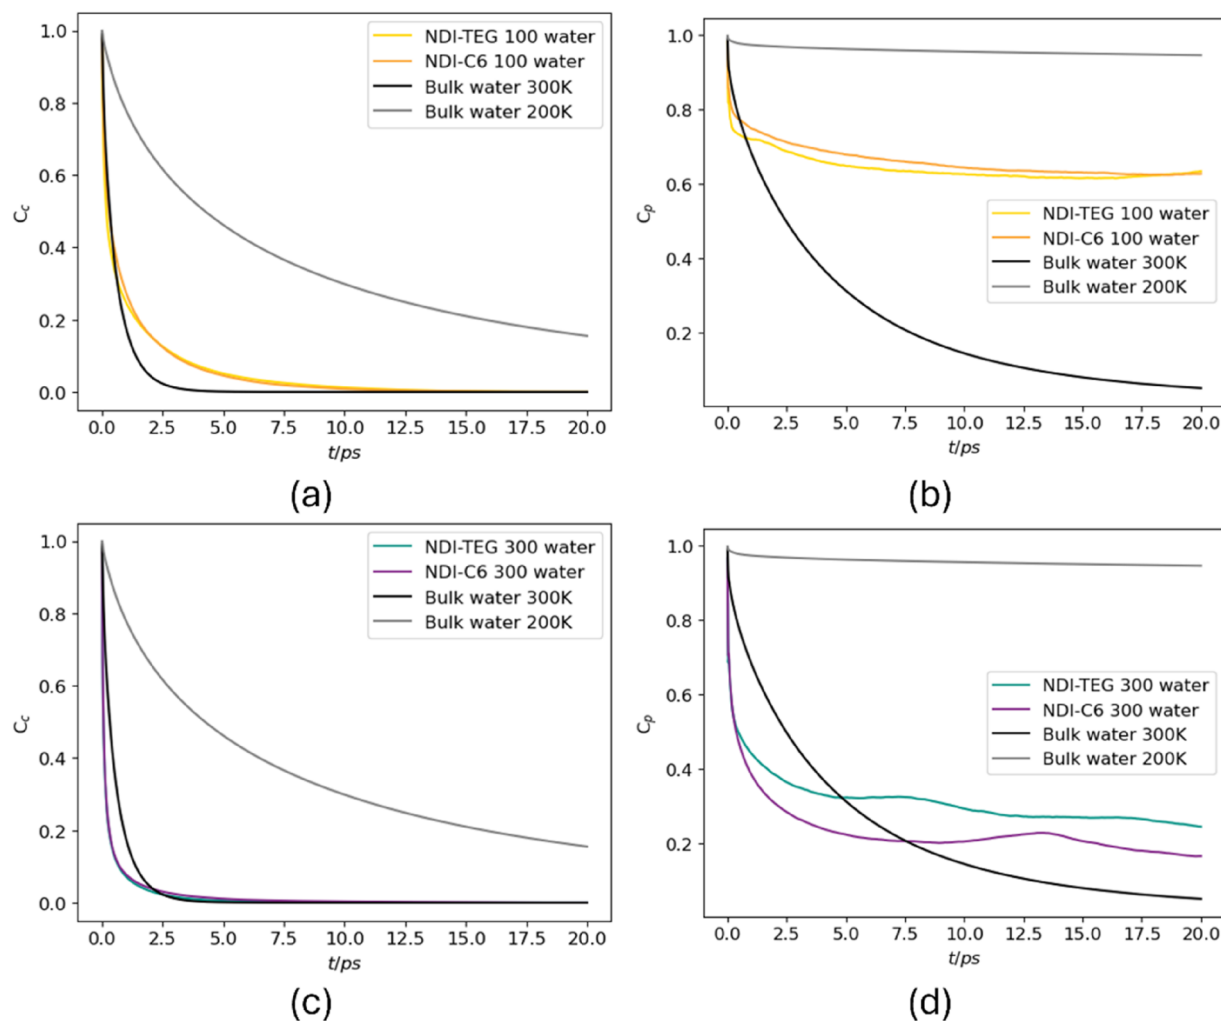 1.0
0.8
0.6
0.4
0.2
0.0
C_c
NDI-TEG 100 water
NDI-C6 100 water
Bulk water 300K
Bulk water 200K
0.0 2.5 5.0 7.5 10.0 12.5 15.0 17.5 20.0
t/ps
(a)
1.0
0.8
0.6
0.4
0.2
C_p
NDI-TEG 100 water
NDI-C6 100 water
Bulk water 300K
Bulk water 200K
0.0 2.5 5.0 7.5 10.0 12.5 15.0 17.5 20.0
t/ps
(b)
1.0
0.8
0.6
0.4
0.2
0.0
C_c
NDI-TEG 300 water
NDI-C6 300 water
Bulk water 300K
Bulk water 200K
0.0 2.5 5.0 7.5 10.0 12.5 15.0 17.5 20.0
t/ps
(c)
1.0
0.8
0.6
0.4
0.2
C_p
NDI-TEG 300 water
NDI-C6 300 water
Bulk water 300K
Bulk water 200K
0.0 2.5 5.0 7.5 10.0 12.5 15.0 17.5 20.0
t/ps
(d)